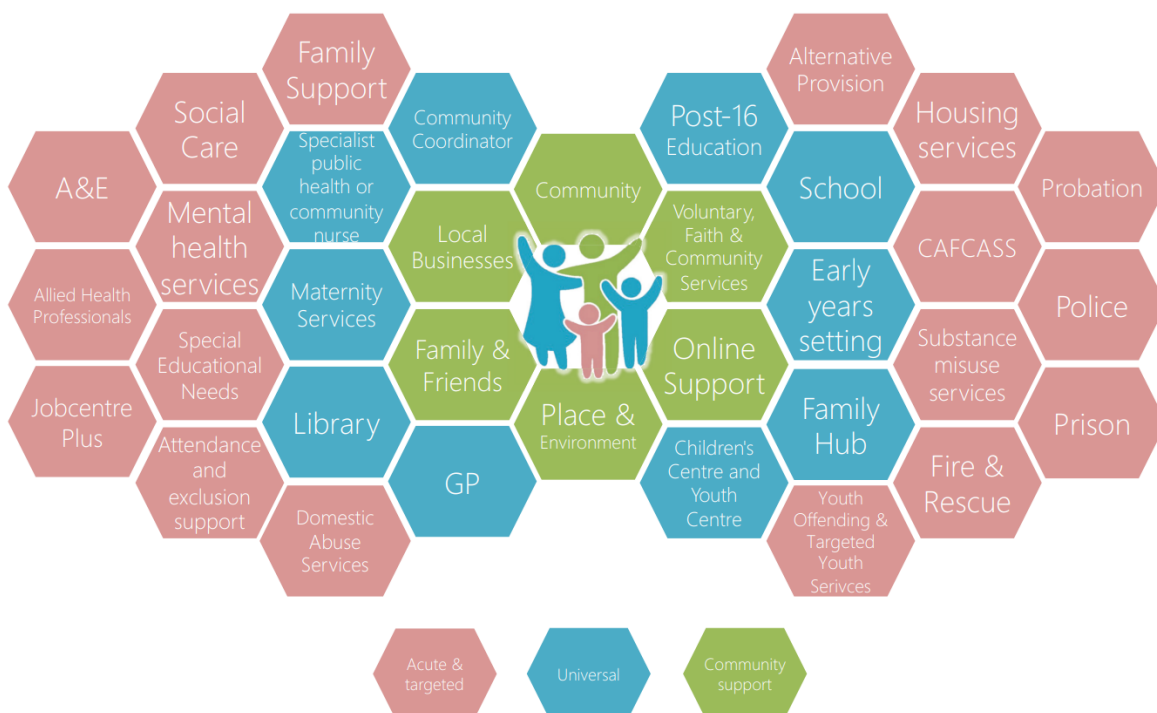 Family
Support
Alternative
Provision
Social
Care
Community
Coordinator
Post-16
Education
Housing
services
A&E
Specialist
public
health or
community
nurse
Community
School
Probation
Mental
health
services
Local
Businesses
Voluntary,
Faith &
Community
Services
CAFCASS
Allied Health
Professionals
Maternity
Services
Early
years
setting
Police
Special
Educational
Needs
Family &
Friends
Online
Support
Substance
misuse
services
Jobcentre
Plus
Library
Place &
Environment
Family
Hub
Prison
Attendance
and
exclusion
support
GP
Children's
Centre and
Youth
Centre
Fire &
Rescue
Domestic
Abuse
Services
Youth
Offending &
Targeted
Youth
Serivces
Acute &
targeted
Universal
Community
support